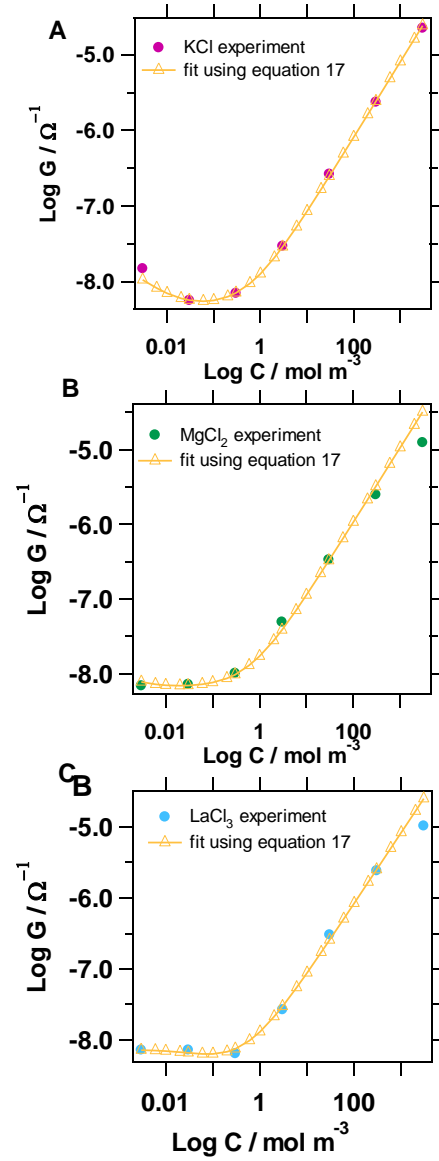 A
KCl experiment
fit using equation 17
Log G / Ω⁻¹
-5.0
-6.0
-7.0
-8.0
0.01 1 100
Log C / mol m⁻³
B
MgCl₂ experiment
fit using equation 17
Log G / Ω⁻¹
-5.0
-6.0
-7.0
-8.0
0.01 1 100
Log C / mol m⁻³
C B
LaCl₃ experiment
fit using equation 17
Log G / Ω⁻¹
-5.0
-6.0
-7.0
-8.0
0.01 1 100
Log C / mol m⁻³